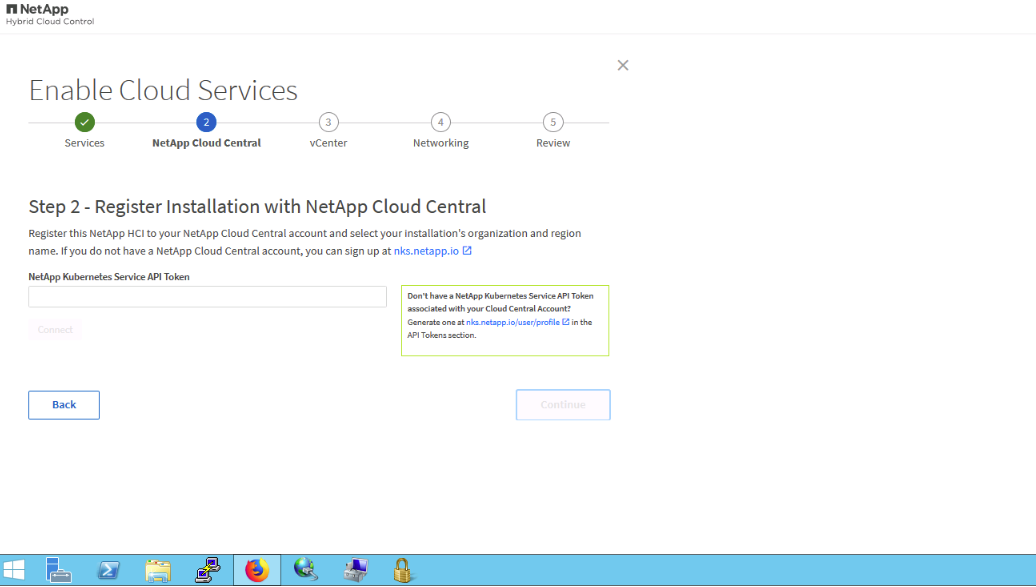 NetApp
Hybrid Cloud Control
Enable Cloud Services
2
3
4
5
Services
NetApp Cloud Central
vCenter
Networking
Review
Step 2 - Register Installation with NetApp Cloud Central
Register this NetApp HCI to your NetApp Cloud Central account and select your installation's organization and region
name. If you do not have a NetApp Cloud Central account, you can sign up at nks.netapp.io
NetApp Kubernetes Service API Token
Don't have a NetApp Kubernetes Service API Token
associated with your Cloud Central Account?
Generate one at nks.netapp.io/user/profile in the
API Tokens section.
Connect
Back
Continue